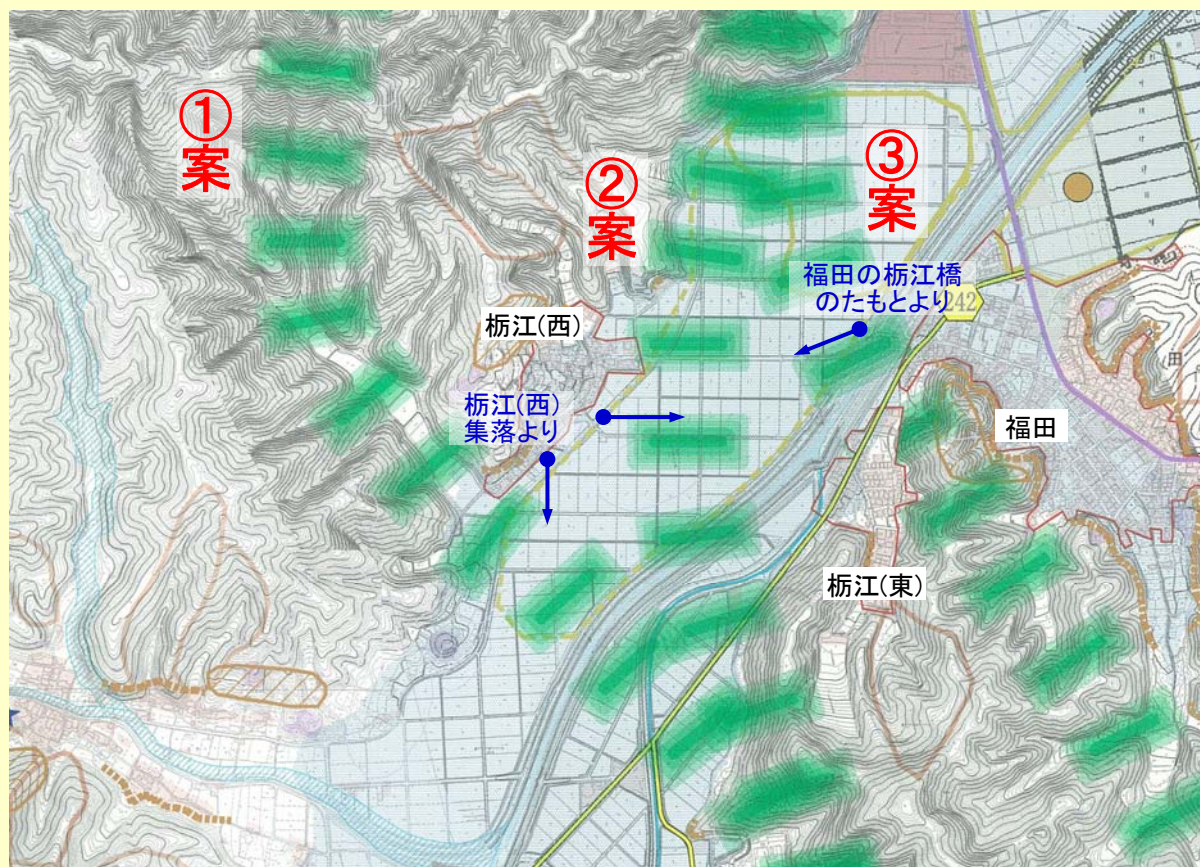 ①
案
②
案
③
案
福田の栃江橋
のたもとより
242
栃江(西)
栃江(西)
集落より
福田
栃江(東)
田